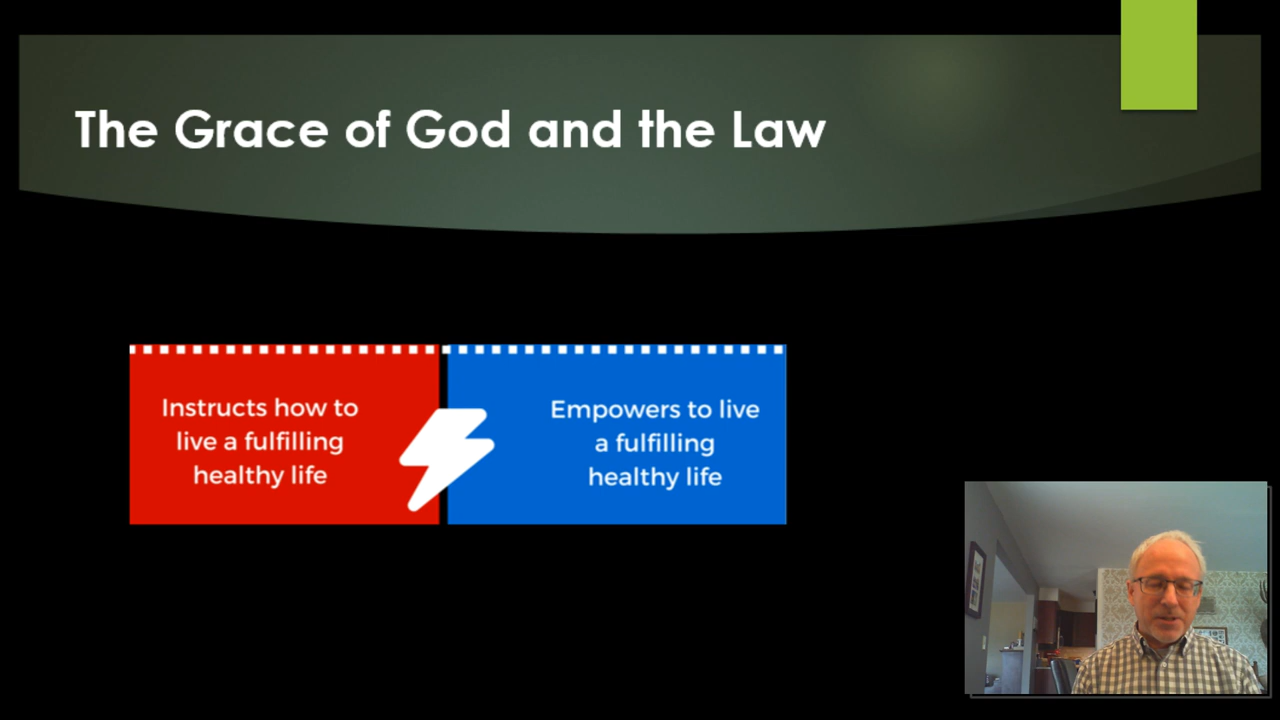 The Grace of God and the Law
Instructs how to
live a fulfilling
healthy life
Empowers to live
a fulfilling
healthy life